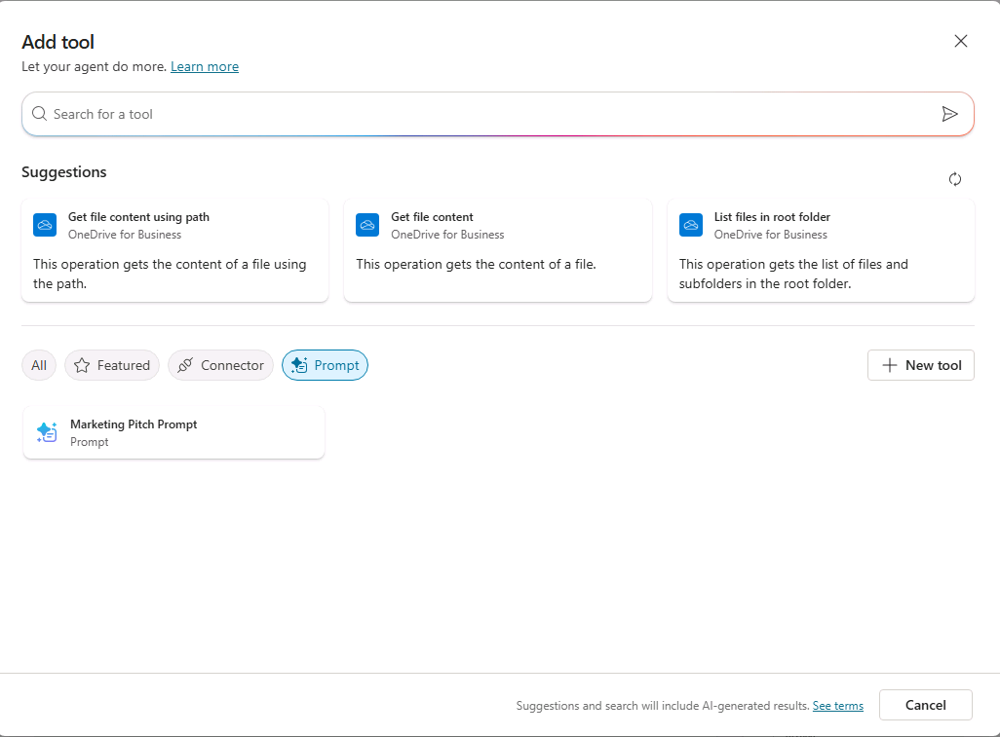 Add tool
Let your agent do more. Learn more
Search for a tool
Suggestions
Get file content using path
OneDrive for Business
This operation gets the content of a file using
the path.
Get file content
OneDrive for Business
This operation gets the content of a file.
List files in root folder
OneDrive for Business
This operation gets the list of files and
subfolders in the root folder.
All Featured Connector Prompt New tool
Marketing Pitch Prompt
Prompt
Suggestions and search will include AI-generated results. See terms Cancel